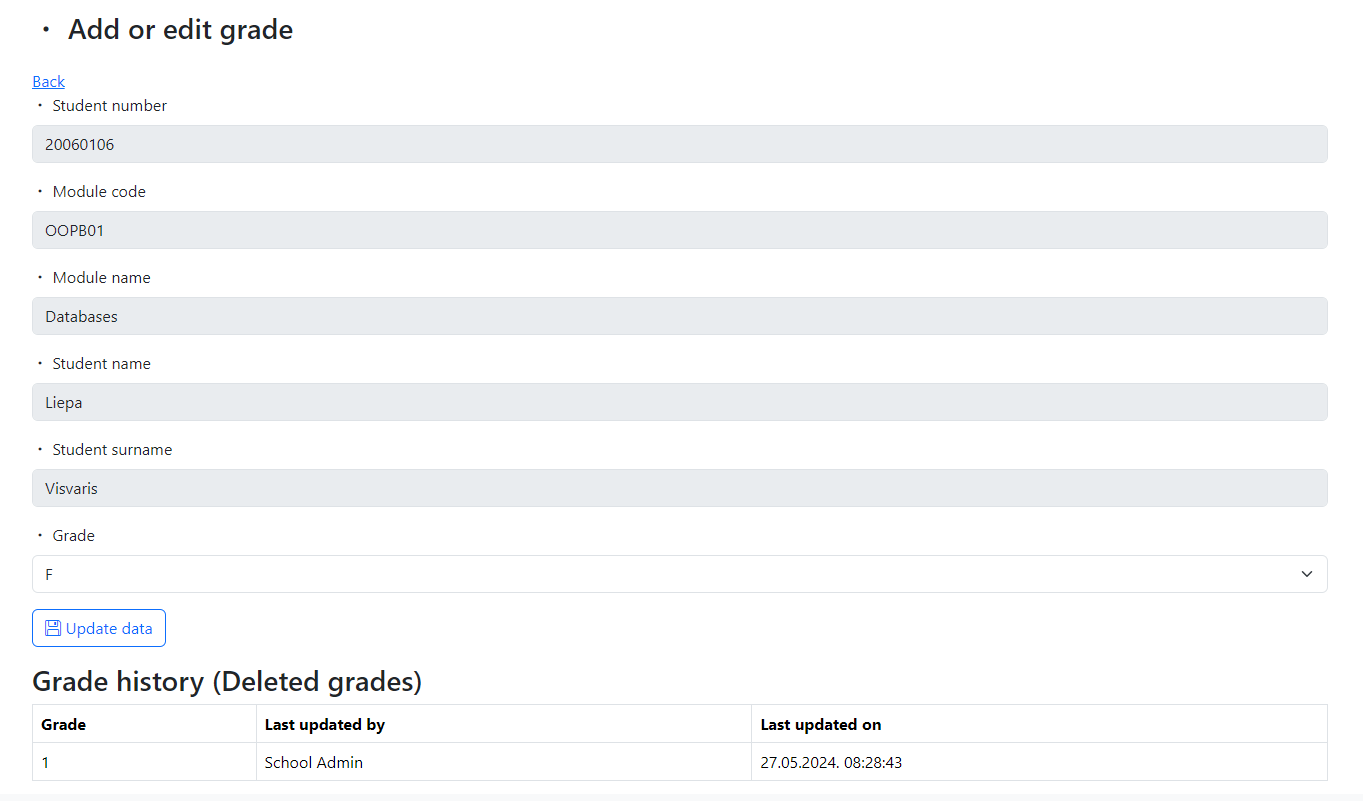 • Add or edit grade
Back
• Student number
20060106
• Module code
OOPB01
• Module name
Databases
• Student name
Liepa
• Student surname
Visvaris
• Grade
F
Update data
Grade history (Deleted grades)
Grade Last updated by Last updated on
1 School Admin 27.05.2024. 08:28:43